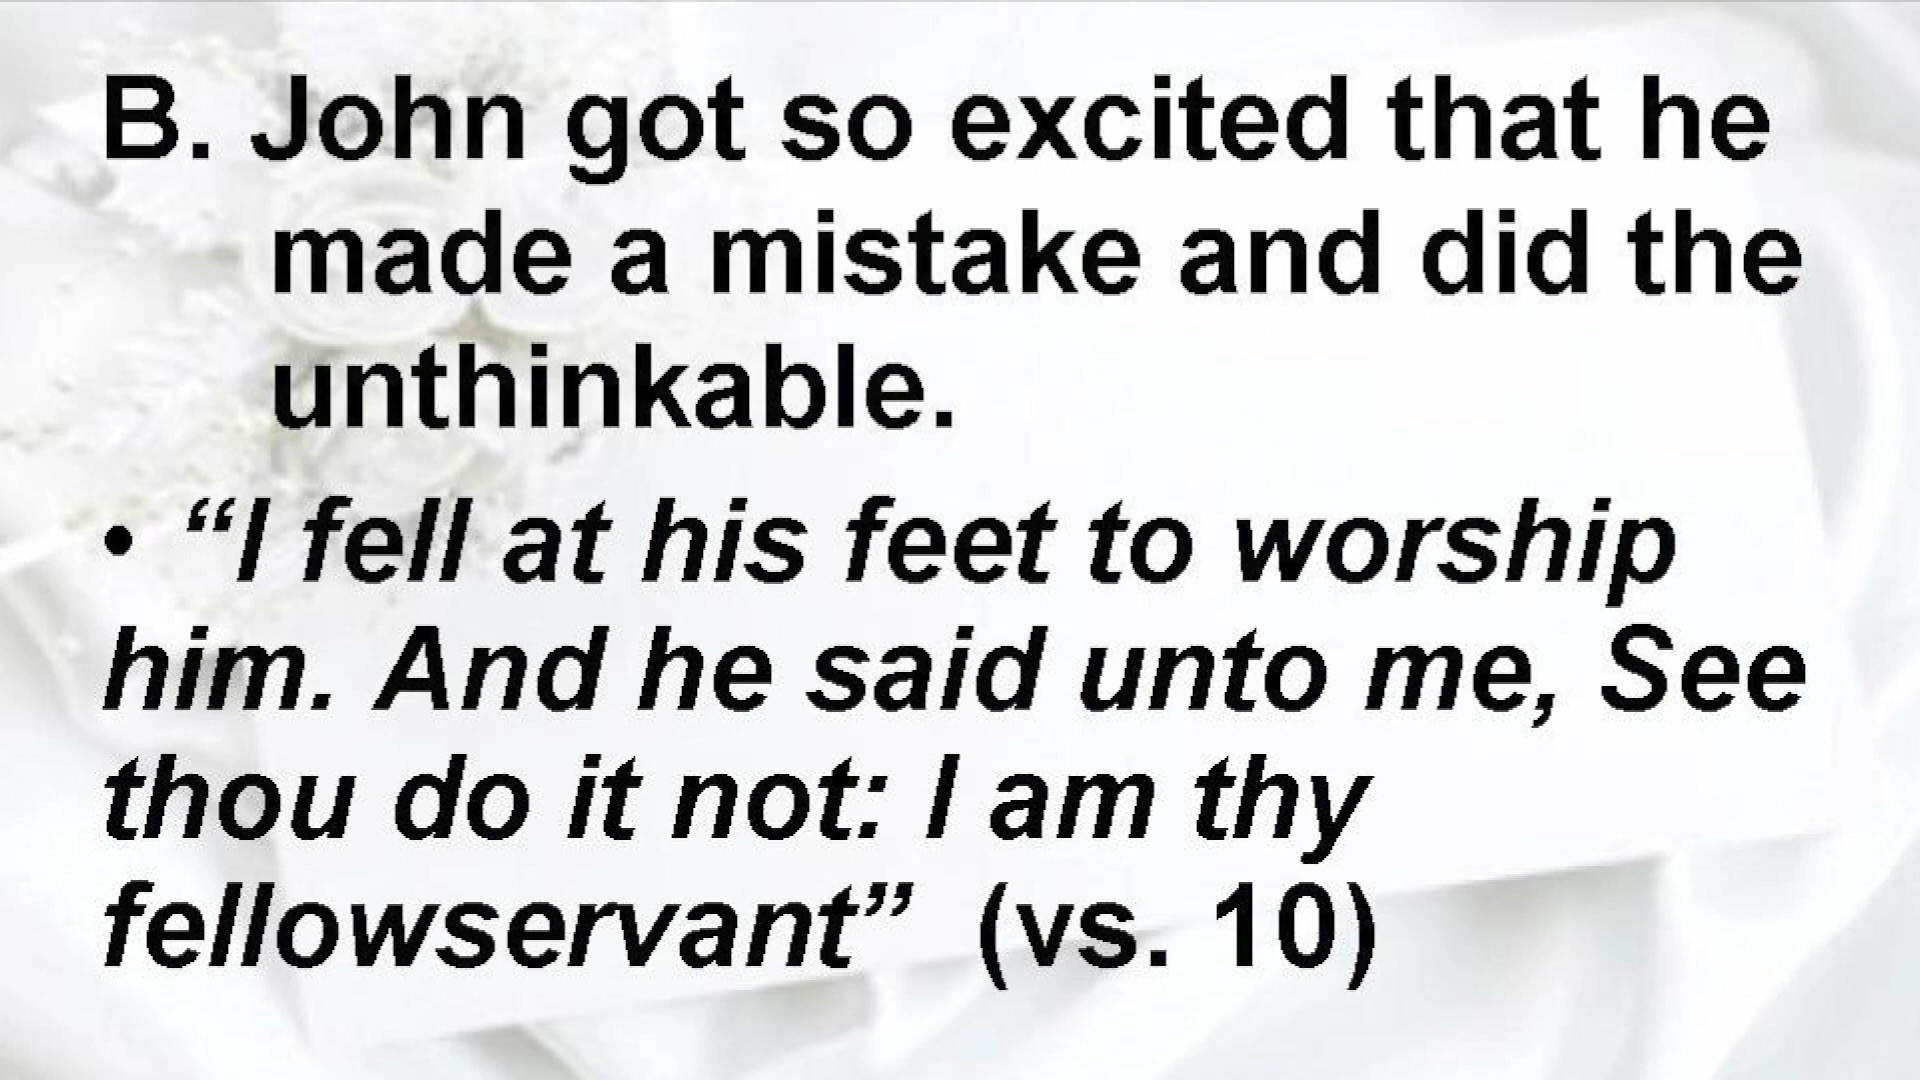 B. John got so excited that he
made a mistake and did the
unthinkable.
• “I fell at his feet to worship
him. And he said unto me, See
thou do it not: I am thy
fellowservant” (vs. 10)